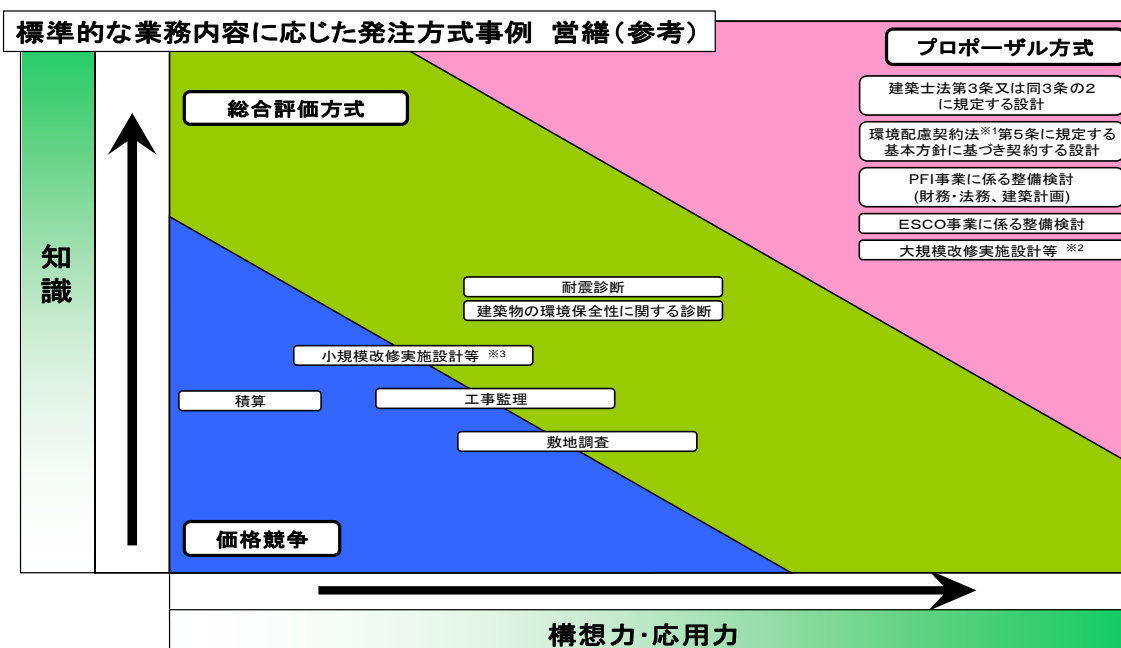 標準的な業務内容に応じた発注方式事例 営繕(参考)
プロポーザル方式
建築士法第3条又は同3条の2
に規定する設計
環境配慮契約法※1第5条に規定する
基本方針に基づき契約する設計
PFI事業に係る整備検討
(財務・法務、建築計画)
ESCO事業に係る整備検討
大規模改修実施設計等 ※2
総合評価方式
知
識
耐震診断
建築物の環境保全性に関する診断
小規模改修実施設計等 ※3
積算
工事監理
敷地調査
価格競争
構想力・応用力